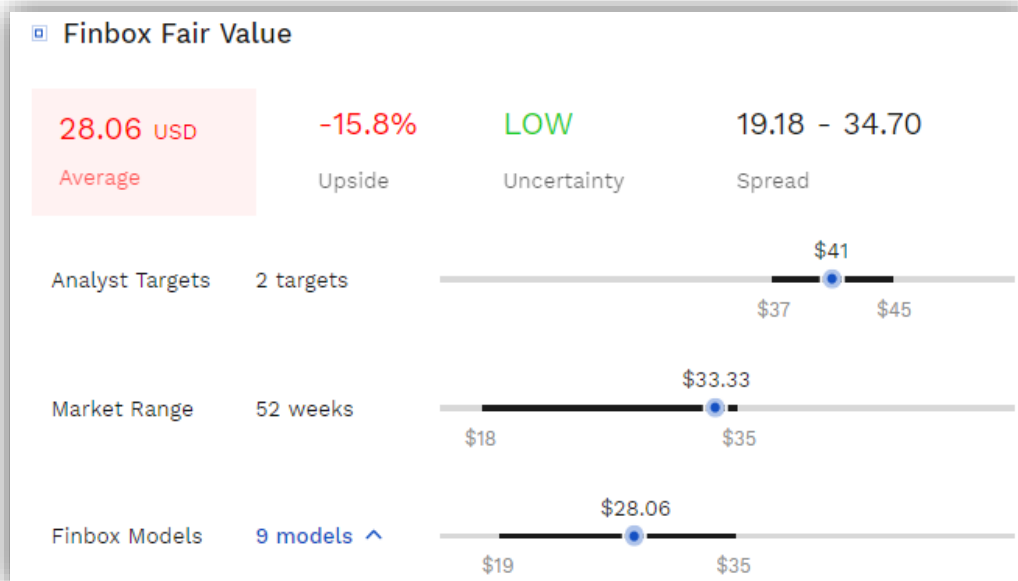 Finbox Fair Value
28.06 USD -15.8% LOW 19.18 - 34.70
Average Upside Uncertainty Spread
$41
Analyst Targets 2 targets
$37 $45
$33.33
Market Range 52 weeks
$18 $35
$28.06
Finbox Models 9 models
$19 $35